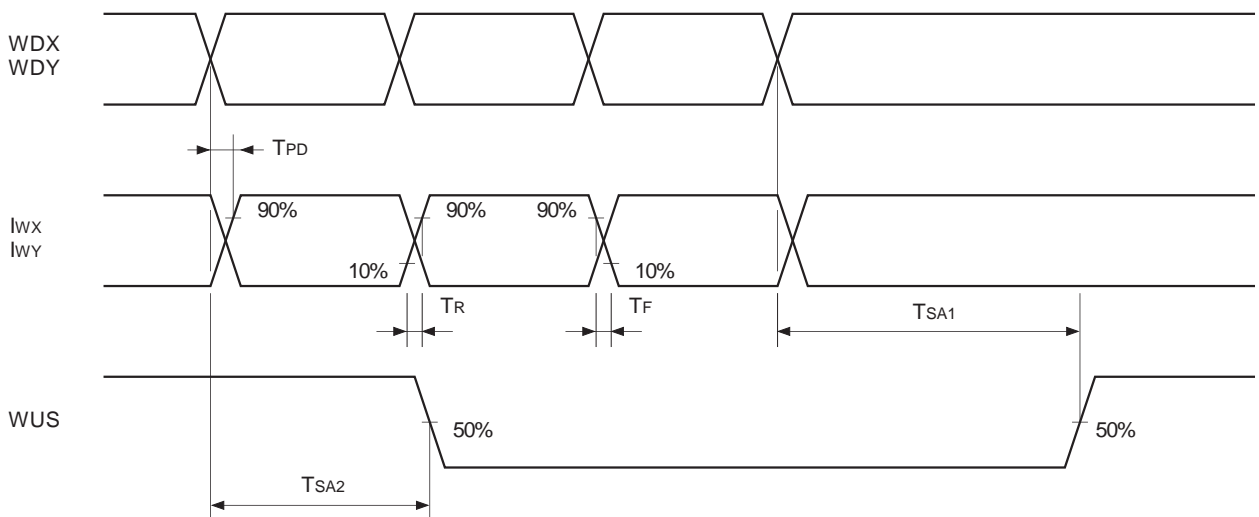 WDX
WDY
TPD
IWX
IWY
90%
90%
90%
10%
10%
TR
TF
TSA1
WUS
50%
50%
TSA2